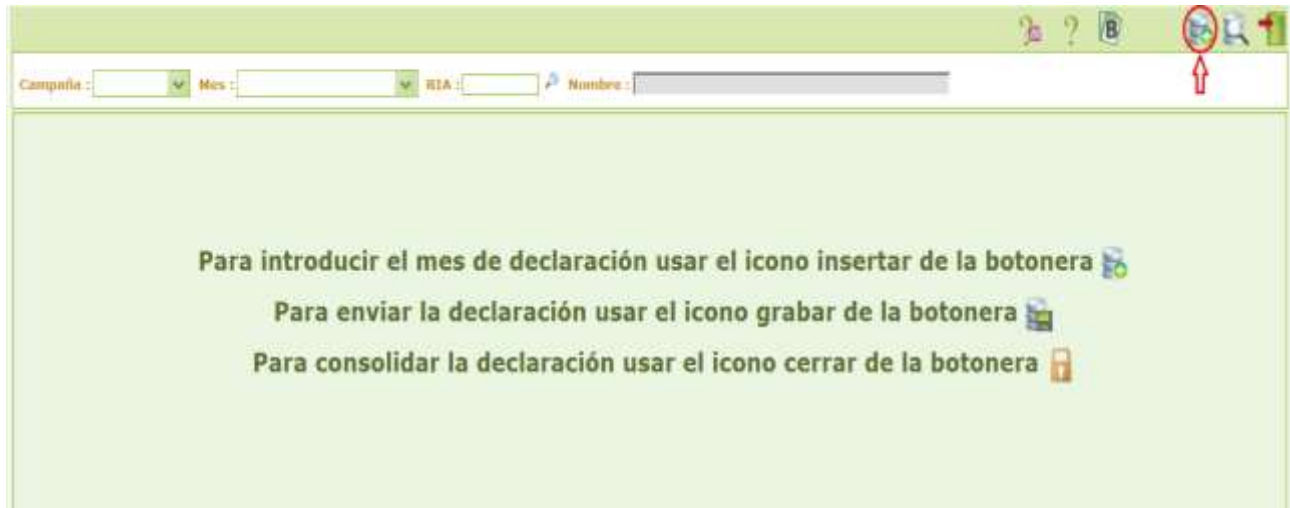 Campaña : Mes : RIA : Nombre :
Para introducir el mes de declaración usar el icono insertar de la botonera
Para enviar la declaración usar el icono grabar de la botonera
Para consolidar la declaración usar el icono cerrar de la botonera